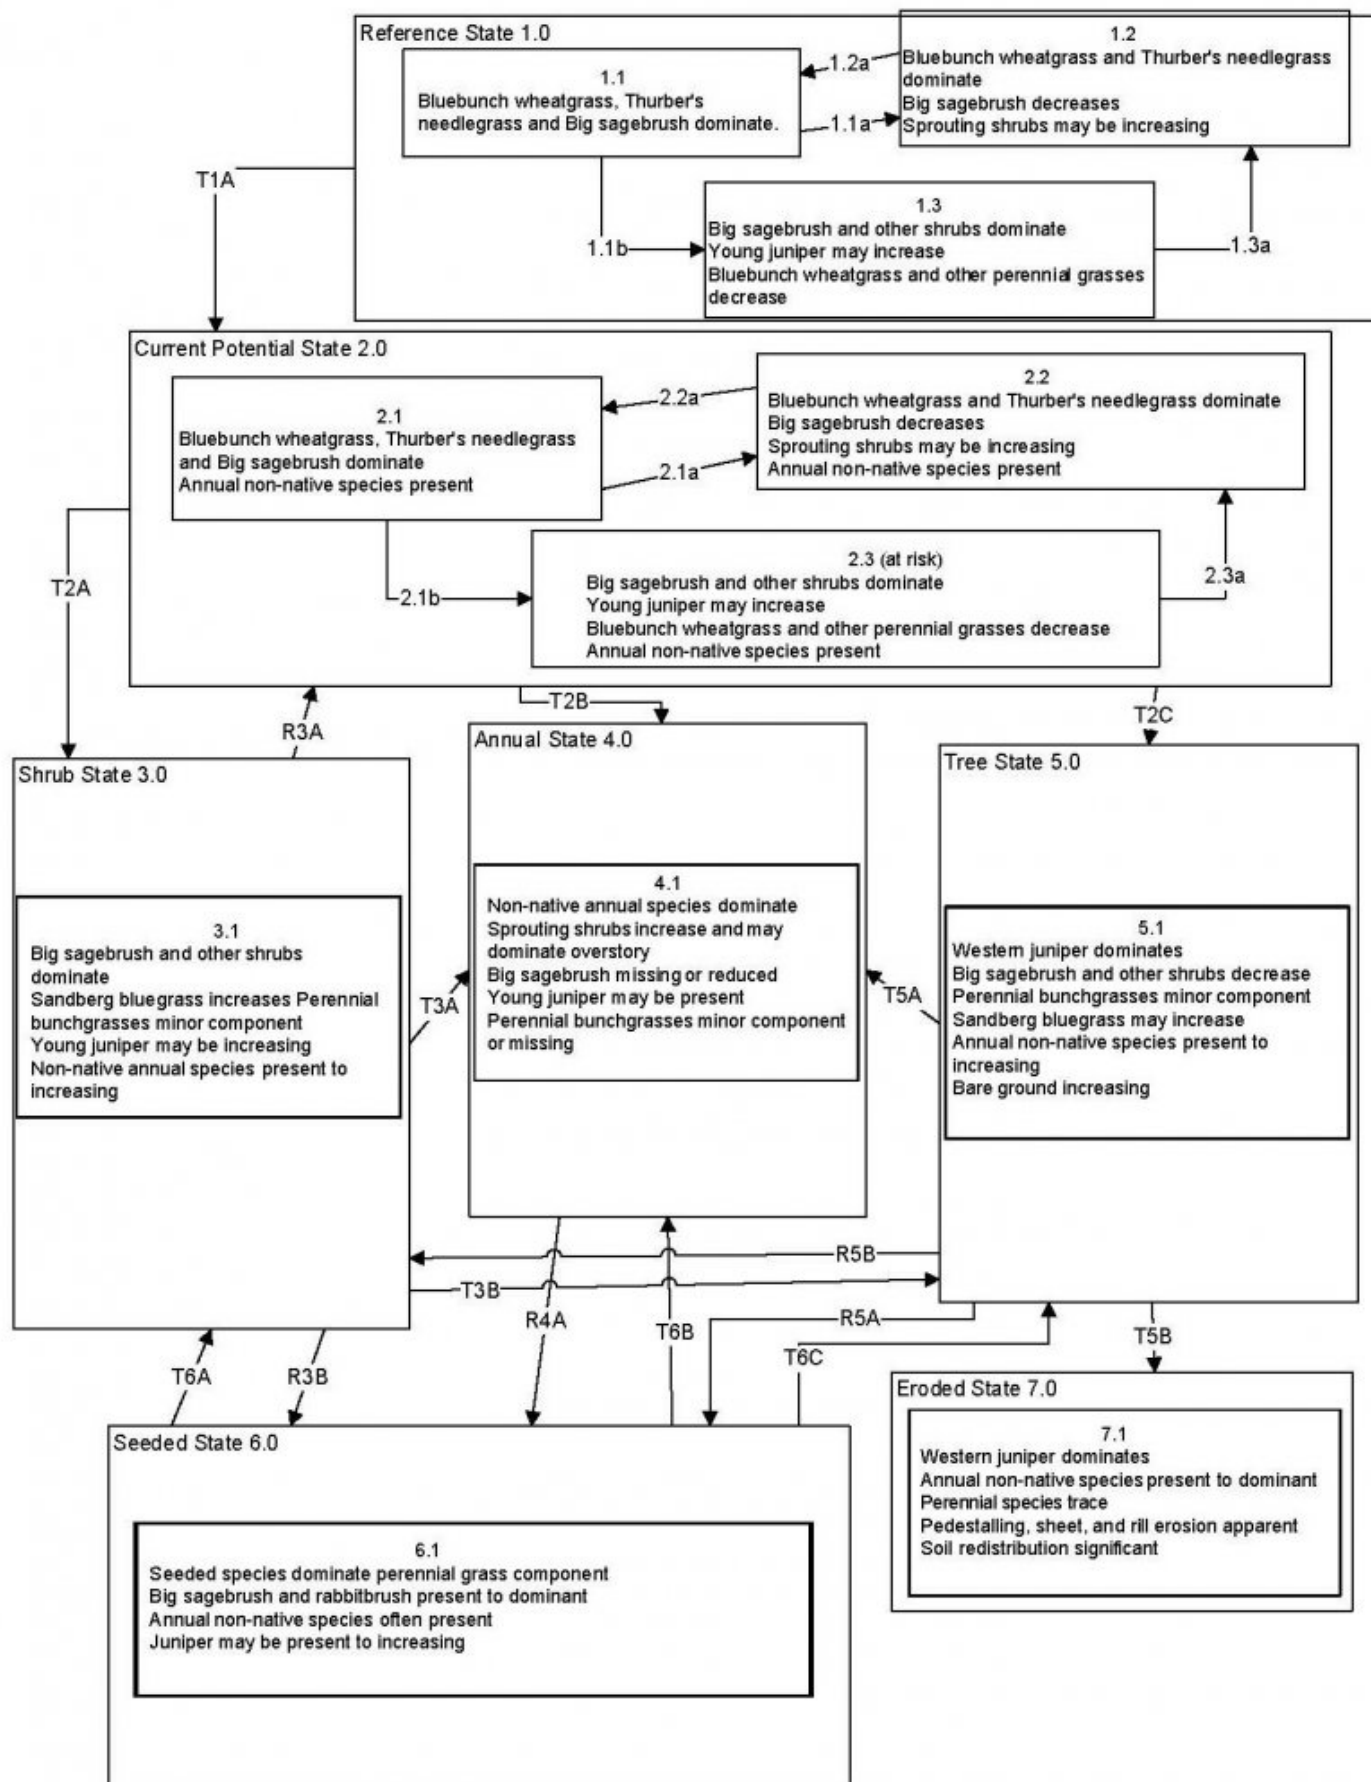 Reference State 1.0
1.1
Bluebunch wheatgrass, Thurber's
needlegrass and Big sagebrush dominate.
1.2a
1.1a
1.2
Bluebunch wheatgrass and Thurber's needlegrass
dominate
Big sagebrush decreases
Sprouting shrubs may be increasing
T1A
1.1b
1.3
Big sagebrush and other shrubs dominate
Young juniper may increase
Bluebunch wheatgrass and other perennial grasses
decrease
1.3a
Current Potential State 2.0
2.1
Bluebunch wheatgrass, Thurber's needlegrass
and Big sagebrush dominate
Annual non-native species present
2.2a
2.1a
2.2
Bluebunch wheatgrass and Thurber's needlegrass dominate
Big sagebrush decreases
Sprouting shrubs may be increasing
Annual non-native species present
T2A
2.1b
2.3 (at risk)
Big sagebrush and other shrubs dominate
Young juniper may increase
Bluebunch wheatgrass and other perennial grasses decrease
Annual non-native species present
2.3a
R3A
T2B
T2C
Shrub State 3.0
3.1
Big sagebrush and other shrubs
dominate
Sandberg bluegrass increases Perennial
bunchgrasses minor component
Young juniper may be increasing
Non-native annual species present to
increasing
T3A
Annual State 4.0
4.1
Non-native annual species dominate
Sprouting shrubs increase and may
dominate overstory
Big sagebrush missing or reduced
Young juniper may be present
Perennial bunchgrasses minor component
or missing
T5A
Tree State 5.0
5.1
Western juniper dominates
Big sagebrush and other shrubs decrease
Perennial bunchgrasses minor component
Sandberg bluegrass may increase
Annual non-native species present to
increasing
Bare ground increasing
R5B
T3B
R4A
T6B
R5A
T6C
T5B
T6A
R3B
Seeded State 6.0
6.1
Seeded species dominate perennial grass component
Big sagebrush and rabbitbrush present to dominant
Annual non-native species often present
Juniper may be present to increasing
Eroded State 7.0
7.1
Western juniper dominates
Annual non-native species present to dominant
Perennial species trace
Pedestalling, sheet, and rill erosion apparent
Soil redistribution significant